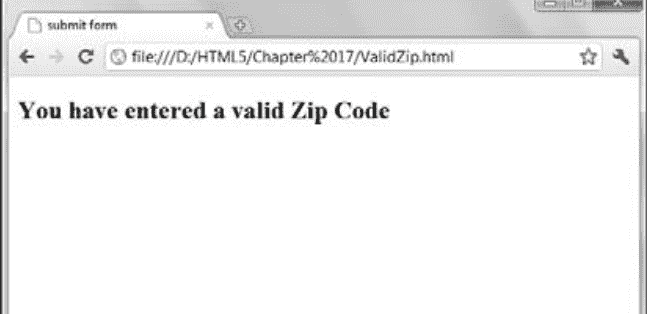 submit form
file:///D:/HTML5/Chapter%2017/ValidZip.html
You have entered a valid Zip Code